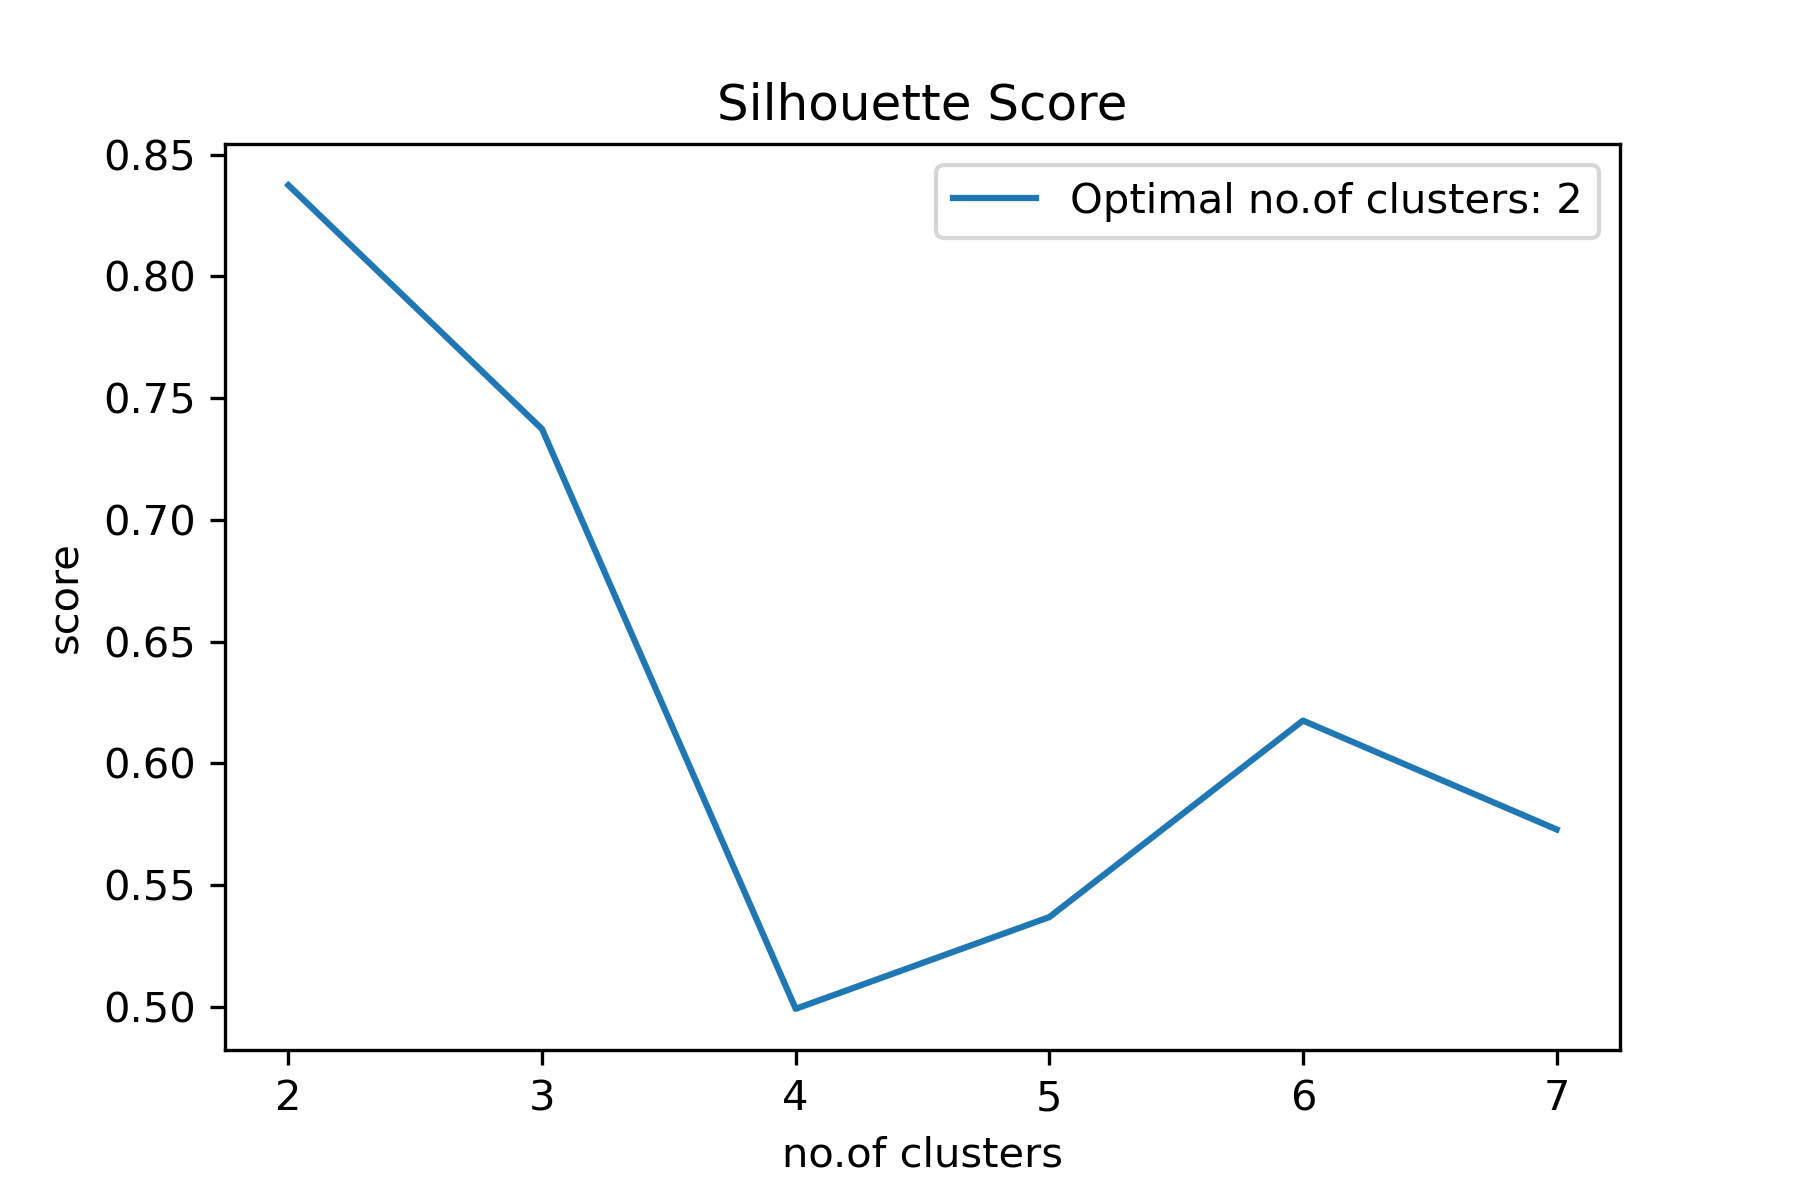 Silhouette Score
Optimal no.of clusters: 2
0.85
0.80
0.75
0.70
0.65
0.60
0.55
0.50
score
2 3 4 5 6 7
no.of clusters